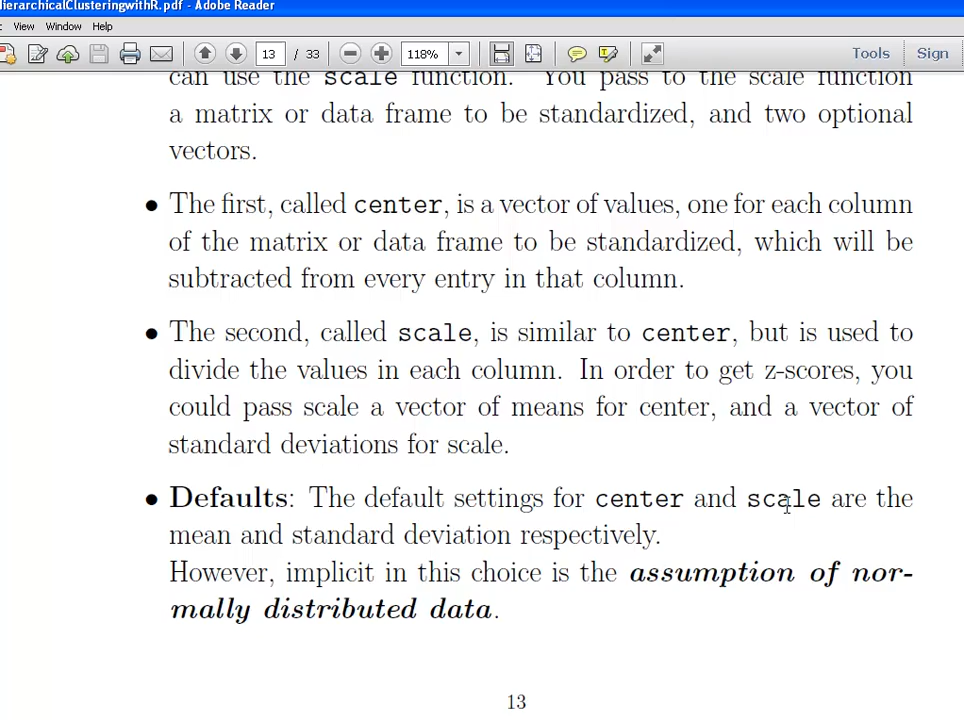 HierarchicalClusteringwithR.pdf - Adobe Reader
View Window Help
13 / 33 118% Tools Sign
can use the scale function. You pass to the scale function
a matrix or data frame to be standardized, and two optional
vectors.
• The first, called center, is a vector of values, one for each column
of the matrix or data frame to be standardized, which will be
subtracted from every entry in that column.
• The second, called scale, is similar to center, but is used to
divide the values in each column. In order to get z-scores, you
could pass scale a vector of means for center, and a vector of
standard deviations for scale.
• Defaults: The default settings for center and scale are the
mean and standard deviation respectively.
However, implicit in this choice is the assumption of nor-
mally distributed data.
13